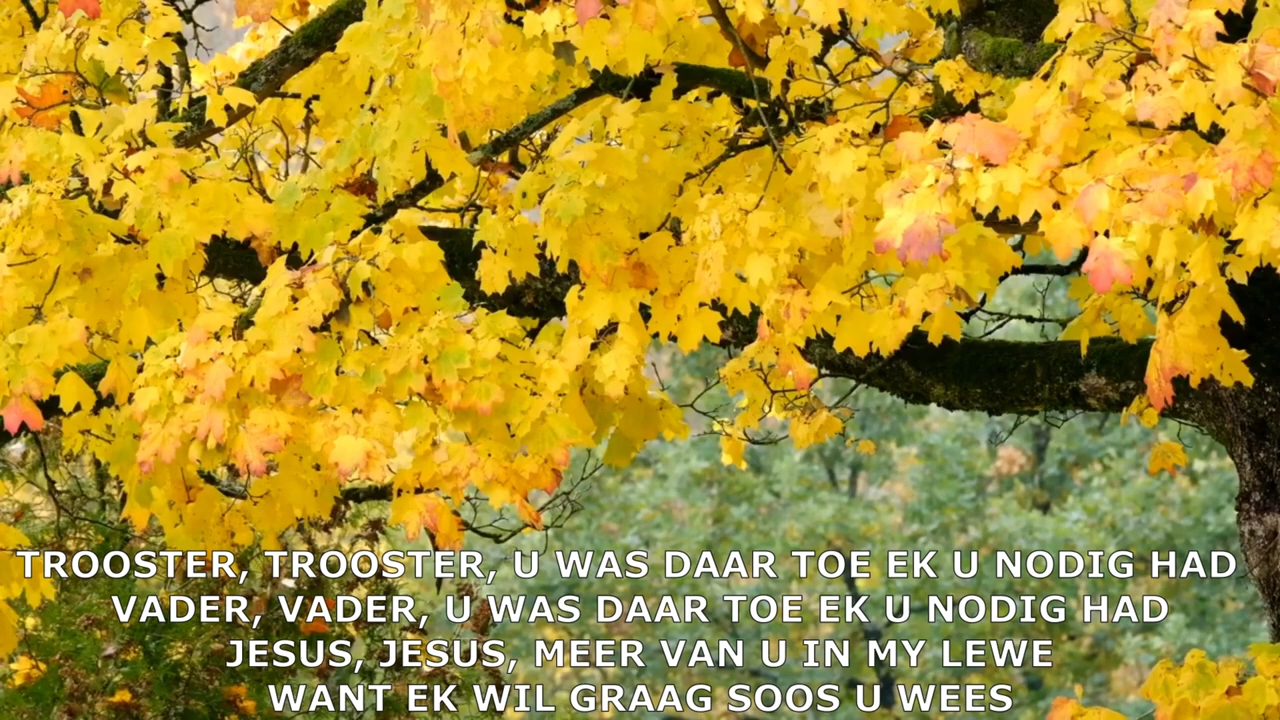 TROOSTER, TROOSTER, U WAS DAAR TOE EK U NODIG HAD
VADER, VADER, U WAS DAAR TOE EK U NODIG HAD
JESUS, JESUS, MEER VAN U IN MY LEWE
WANT EK WIL GRAAG SOOS U WEES